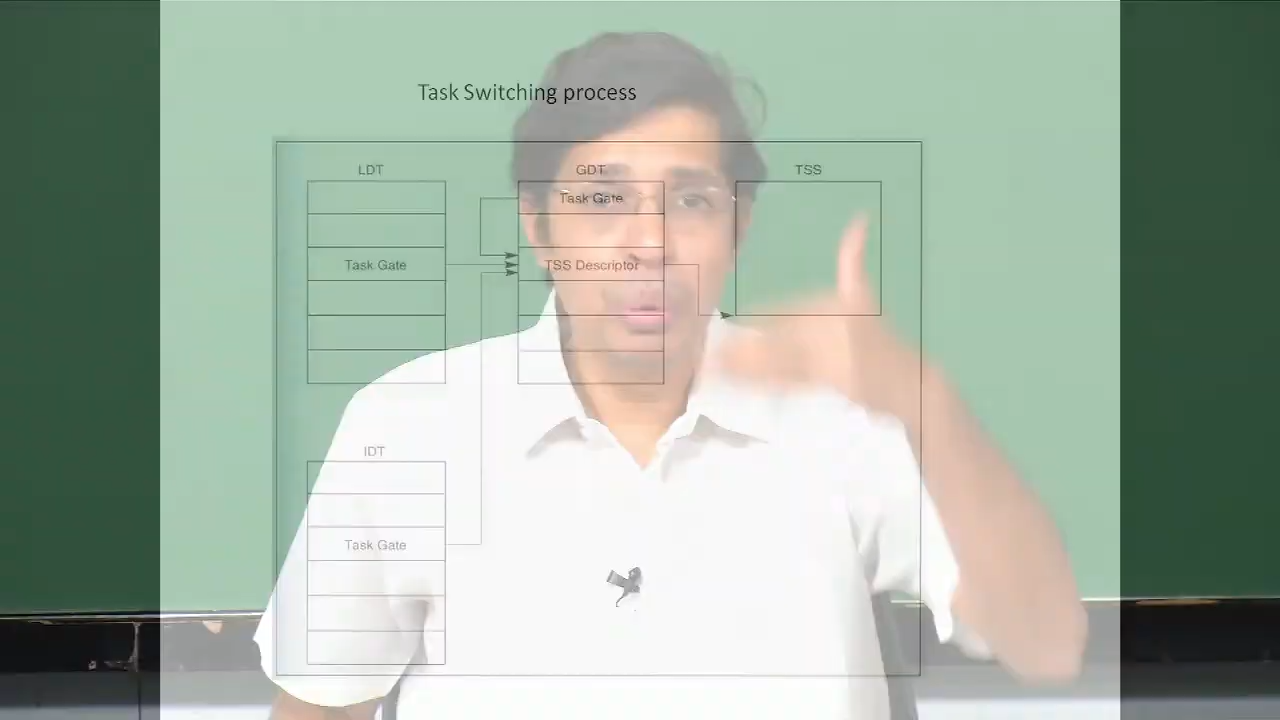 Task Switching process
LDT
GDT
TSS
Task Gate
Task Gate
TSS Descriptor
IDT
Task Gate